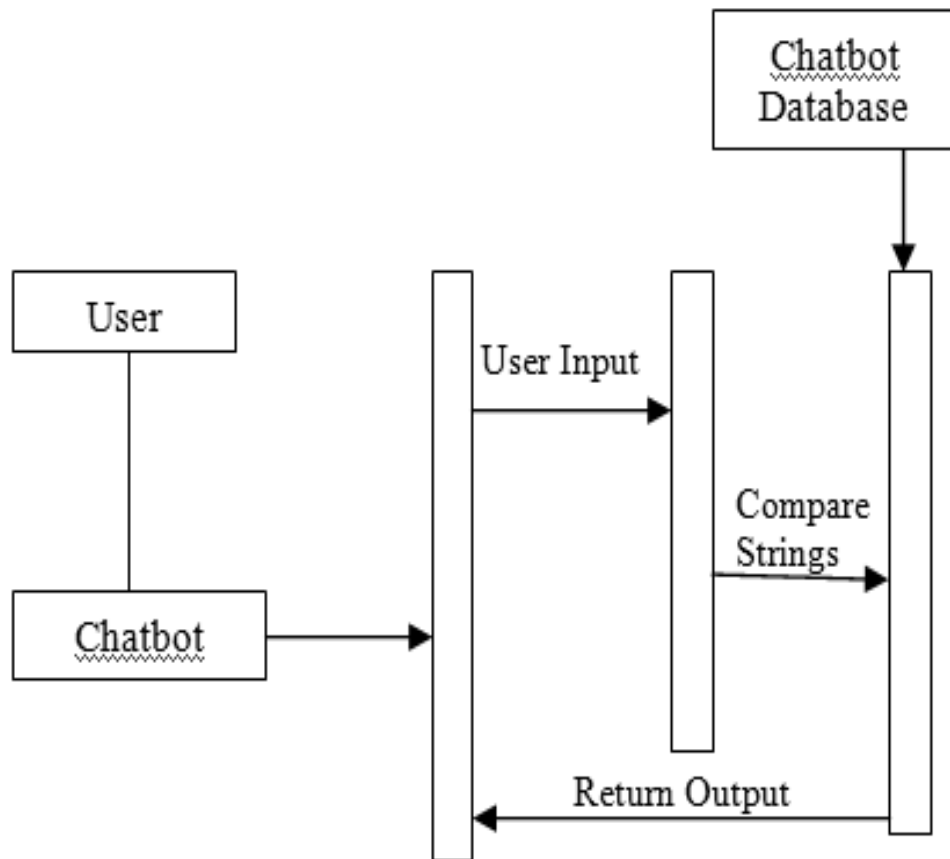 Chatbot
Database
User
User Input
Compare
Strings
Chatbot
Return Output